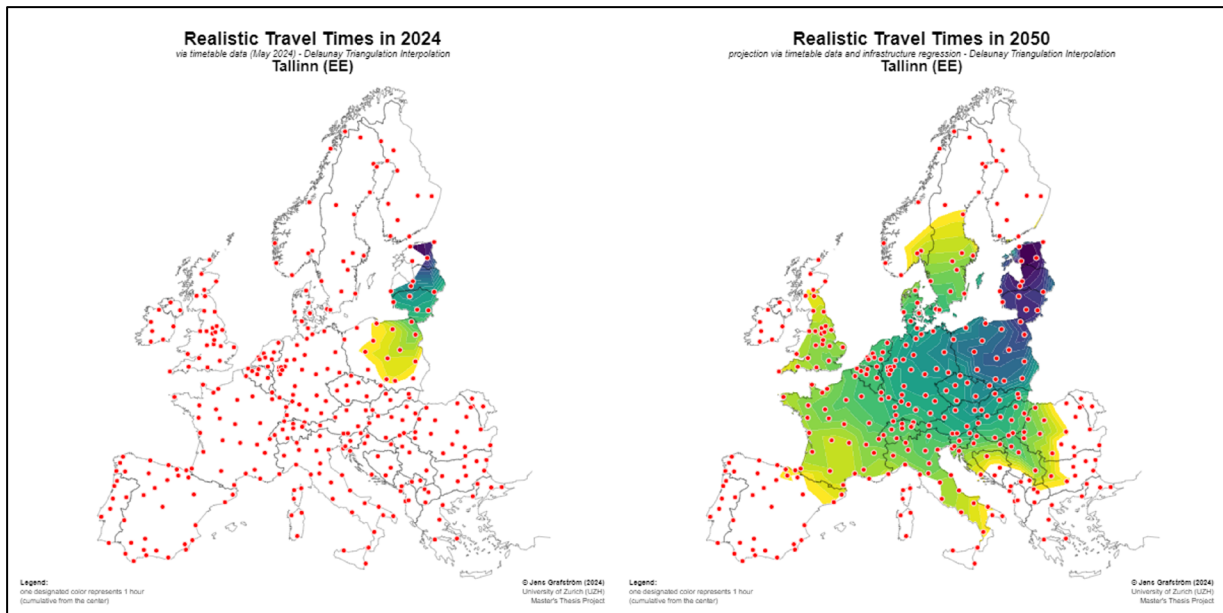 Realistic Travel Times in 2024
via timetable data (May 2024) - Delaunay Triangulation Interpolation
Tallinn (EE)
Legend:
one designated color represents 1 hour
(cumulative from the center)
© Jens Grafström (2024)
University of Zurich (UZH)
Master's Thesis Project
Realistic Travel Times in 2050
projection via timetable data and infrastructure regression - Delaunay Triangulation Interpolation
Tallinn (EE)
Legend:
one designated color represents 1 hour
(cumulative from the center)
© Jens Grafström (2024)
University of Zurich (UZH)
Master's Thesis Project